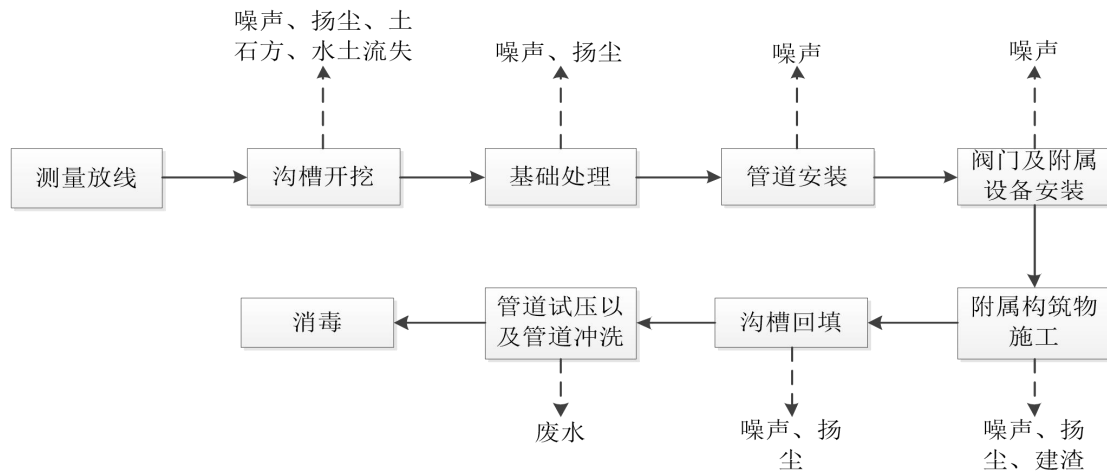 噪声、扬尘、土
石方、水土流失
噪声、扬尘
噪声
噪声
测量放线
沟槽开挖
基础处理
管道安装
阀门及附属
设备安装
消毒
管道试压以
及管道冲洗
沟槽回填
附属构筑物
施工
废水
噪声、扬
尘
噪声、扬
尘、建渣